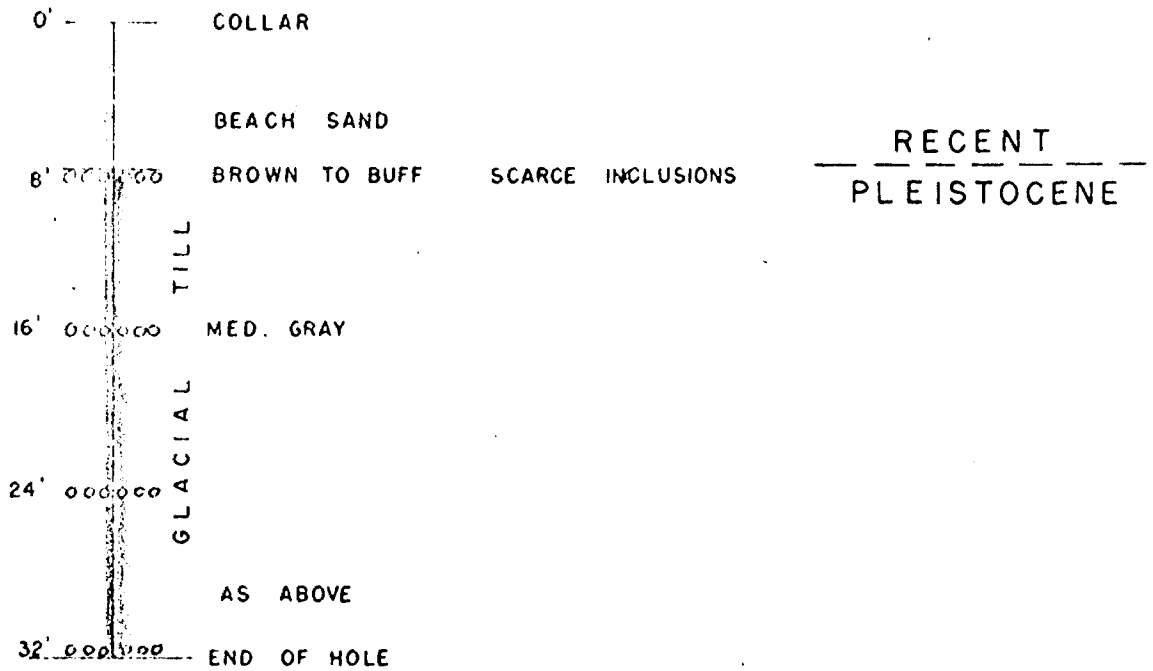 0' COLLAR
BEACH SAND
RECENT
8' BROWN TO BUFF SCARCE INCLUSIONS
PLEISTOCENE
GLACIAL TILL
16' MED. GRAY
24'
AS ABOVE
32' END OF HOLE